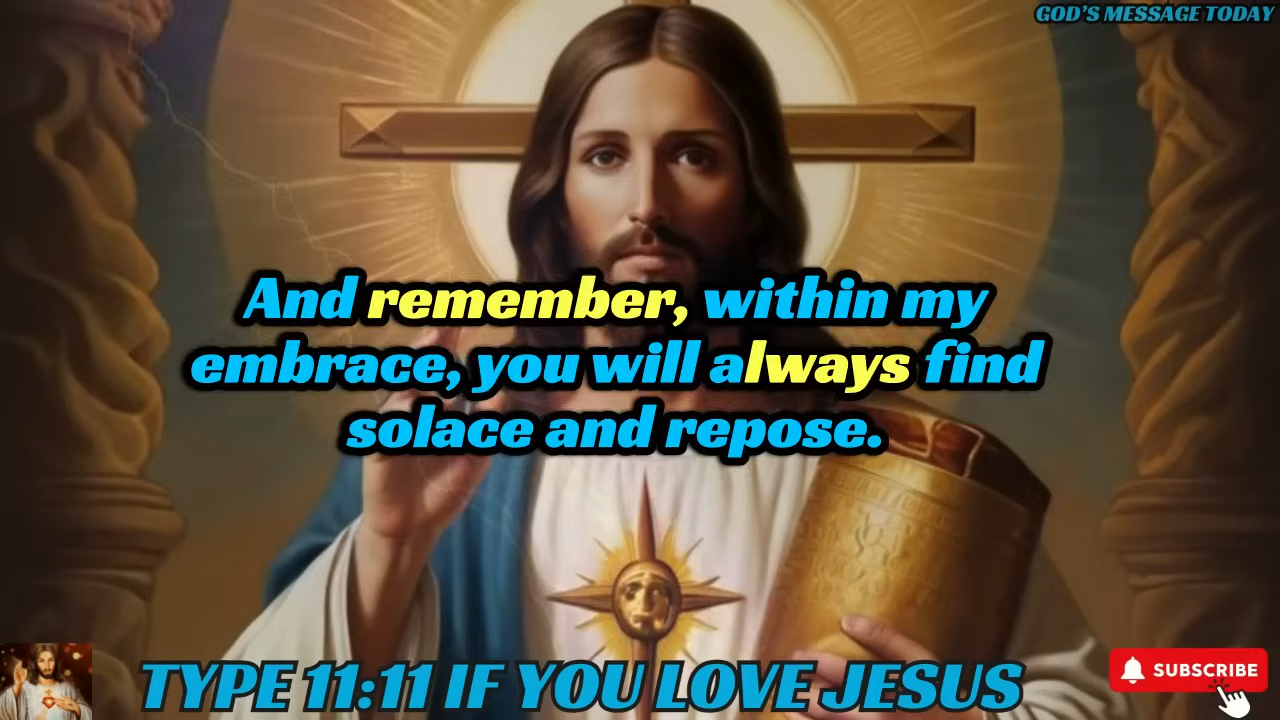 GOD'S MESSAGE TODAY
And remember, within my
embrace, you will always find
solace and repose.
TYPE 11:11 IF YOU LOVE JESUS
SUBSCRIBE